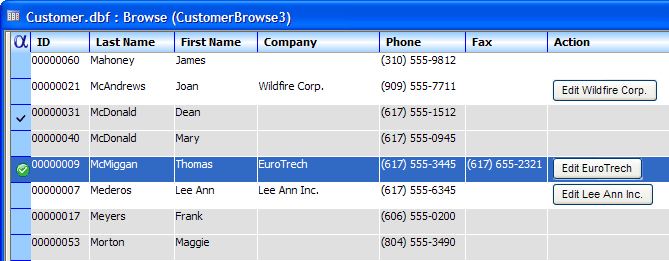 Customer.dbf : Browse (CustomerBrowse3)
α ID Last Name First Name Company Phone Fax Action
00000060 Mahoney James (310) 555-9812
00000021 McAndrews Joan Wildfire Corp. (909) 555-7711 Edit Wildfire Corp.
00000031 McDonald Dean (617) 555-1512
00000040 McDonald Mary (617) 555-0945
00000009 McMiggan Thomas EuroTrech (617) 555-3445 (617) 655-2321 Edit EuroTrech
00000007 Mederos Lee Ann Lee Ann Inc. (617) 555-6345 Edit Lee Ann Inc.
00000017 Meyers Frank (606) 555-0200
00000053 Morton Maggie (804) 555-3490